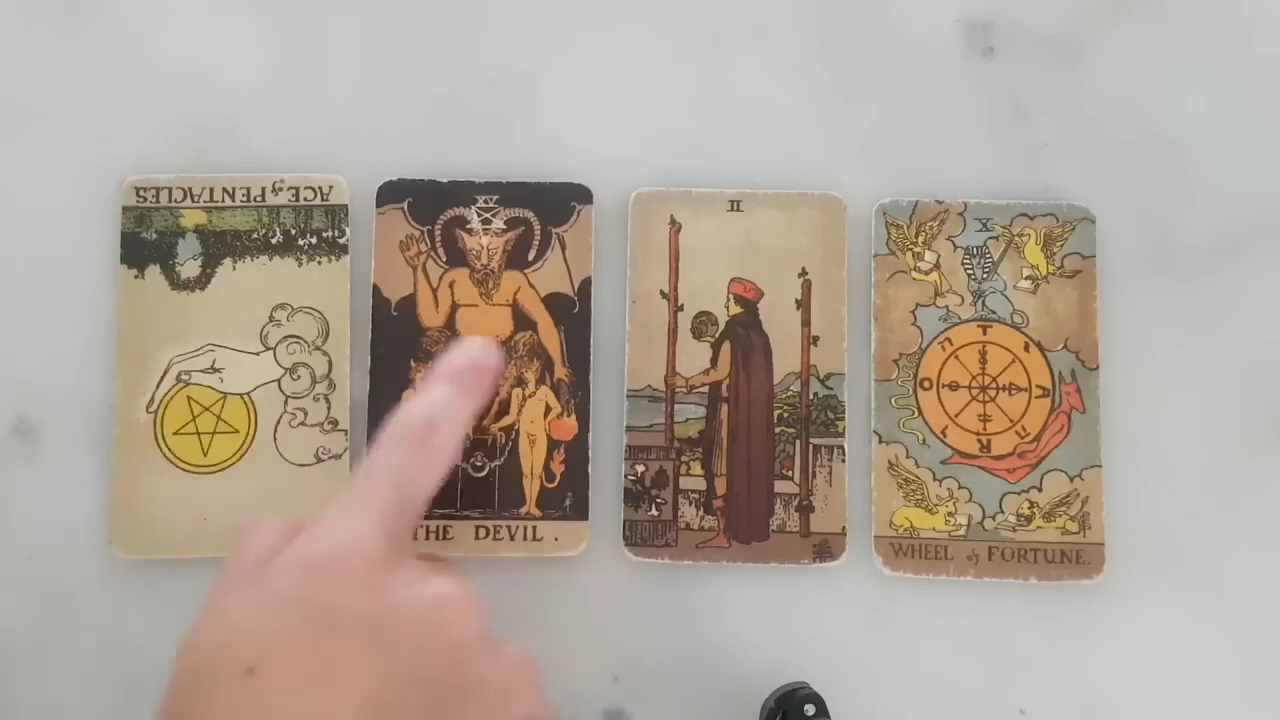 ACE of PENTACLES
XV
THE DEVIL.
II
X
T
A
R
O
WHEEL of FORTUNE.